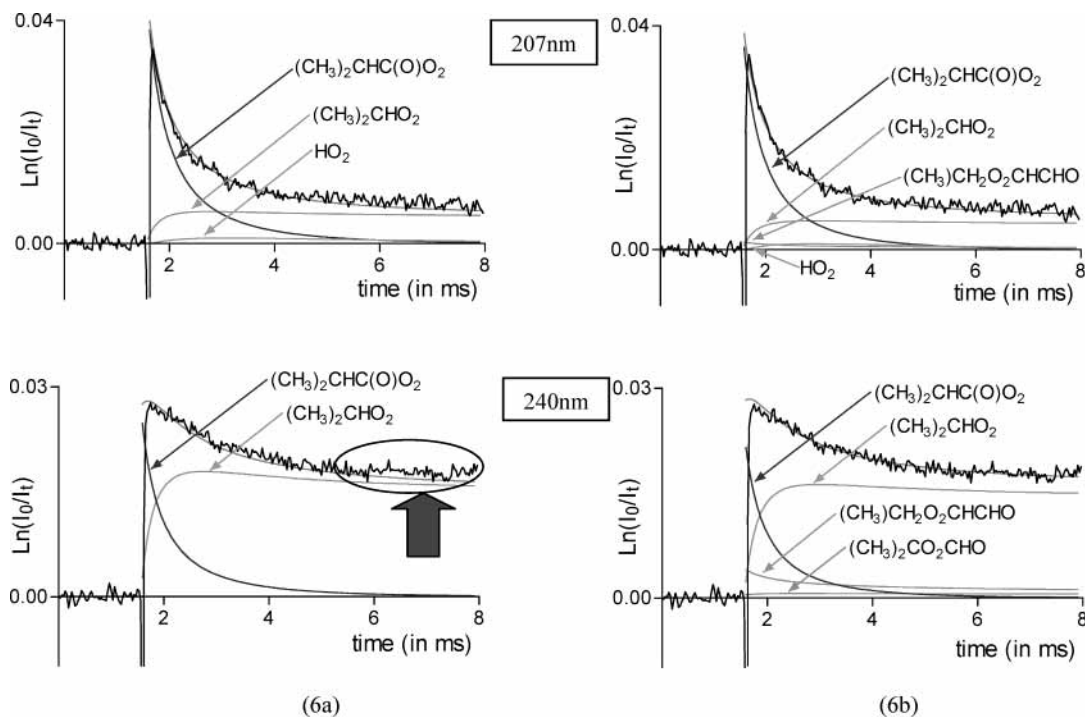 0.04
207nm
0.04
(CH₃)₂CHC(O)O₂
(CH₃)₂CHO₂
HO₂
(CH₃)₂CHC(O)O₂
(CH₃)₂CHO₂
(CH₃)CH₂O₂CHCHO
HO₂
Ln(I₀/Iₜ)
Ln(I₀/Iₜ)
0.00
0.00
2 4 6 8
2 4 6 8
time (in ms)
time (in ms)
0.03
240nm
0.03
(CH₃)₂CHC(O)O₂
(CH₃)₂CHO₂
(CH₃)₂CHC(O)O₂
(CH₃)₂CHO₂
(CH₃)CH₂O₂CHCHO
(CH₃)₂CO₂CHO
Ln(I₀/Iₜ)
Ln(I₀/Iₜ)
0.00
0.00
2 4 6 8
2 4 6 8
time (in ms)
time (in ms)
(6a)
(6b)